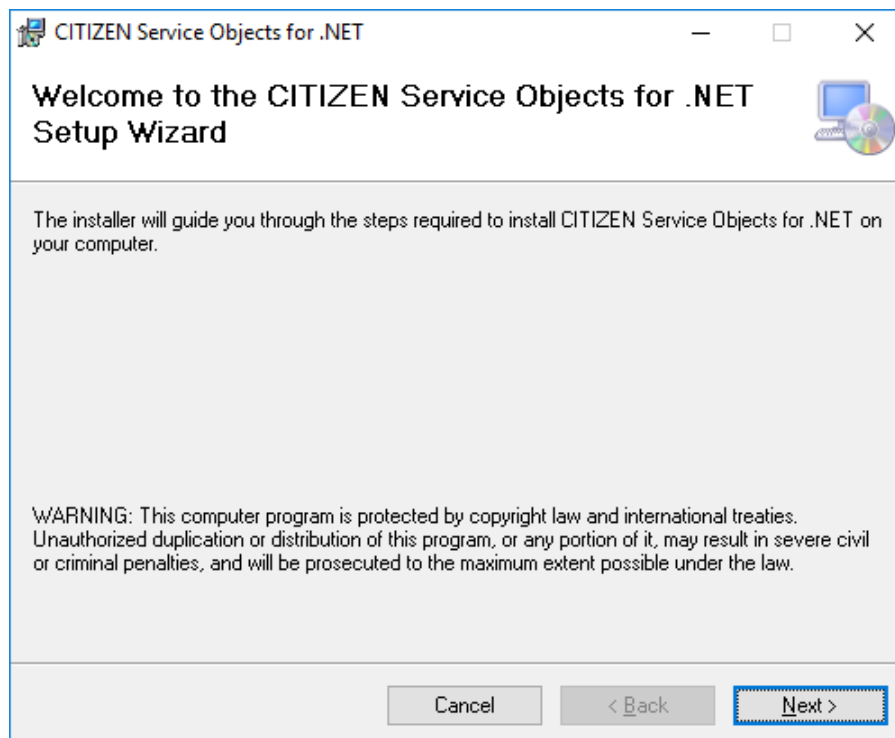 CITIZEN Service Objects for .NET
Welcome to the CITIZEN Service Objects for .NET
Setup Wizard
The installer will guide you through the steps required to install CITIZEN Service Objects for .NET on
your computer.
WARNING: This computer program is protected by copyright law and international treaties.
Unauthorized duplication or distribution of this program, or any portion of it, may result in severe civil
or criminal penalties, and will be prosecuted to the maximum extent possible under the law.
Cancel
< Back
Next >